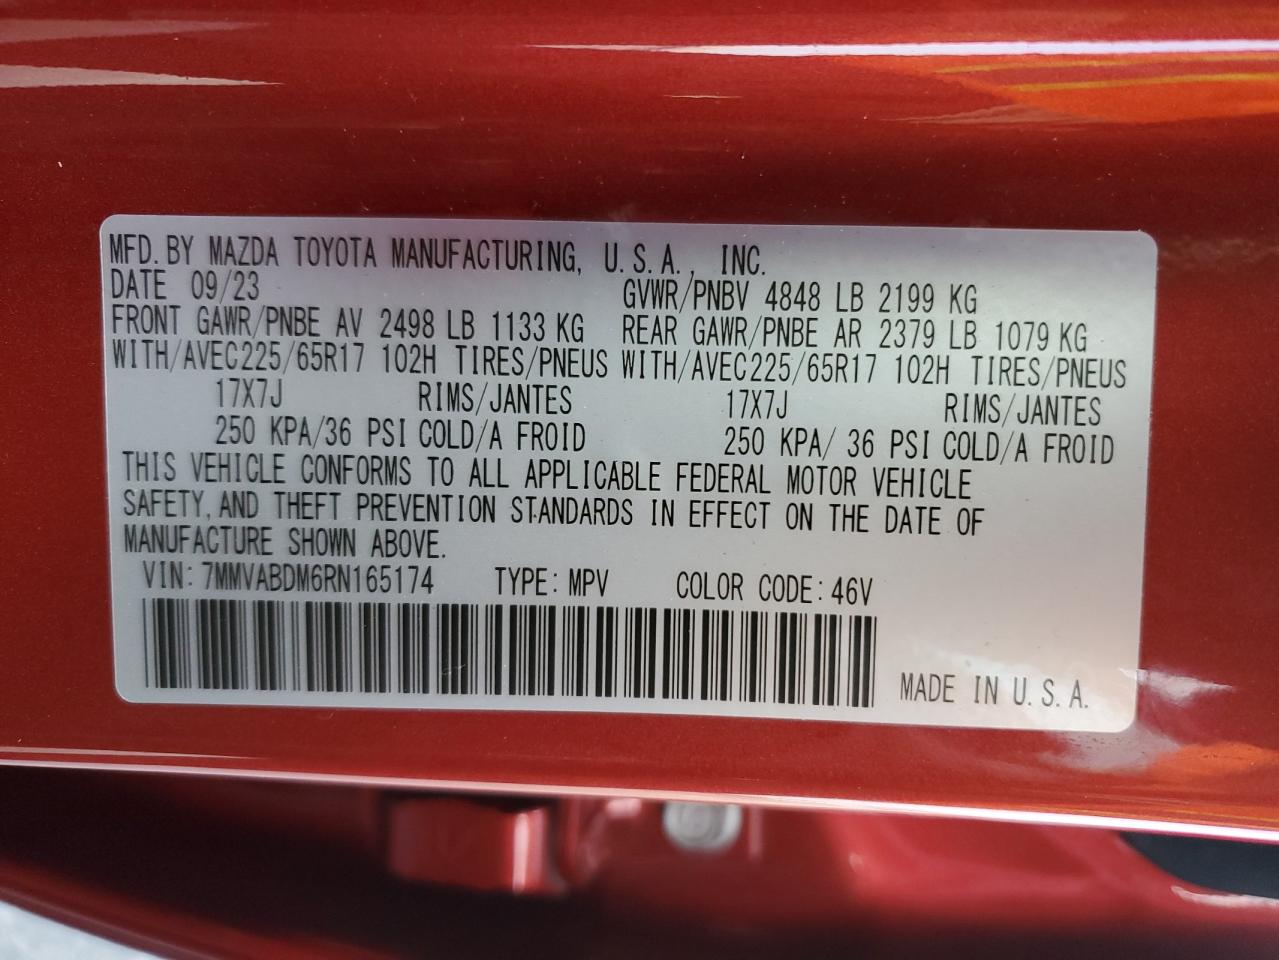 MFD. BY MAZDA TOYOTA MANUFACTURING, U.S.A., INC.
DATE 09/23 GVWR/PNBV 4848 LB 2199 KG
FRONT GAWR/PNBE AV 2498 LB 1133 KG REAR GAWR/PNBE AR 2379 LB 1079 KG
WITH/AVEC225/65R17 102H TIRES/PNEUS WITH/AVEC225/65R17 102H TIRES/PNEUS
17X7J RIMS/JANTES 17X7J RIMS/JANTES
250 KPA/36 PSI COLD/A FROID 250 KPA/ 36 PSI COLD/A FROID
THIS VEHICLE CONFORMS TO ALL APPLICABLE FEDERAL MOTOR VEHICLE
SAFETY, AND THEFT PREVENTION STANDARDS IN EFFECT ON THE DATE OF
MANUFACTURE SHOWN ABOVE.
VIN: 7MMVABDM6RN165174 TYPE: MPV COLOR CODE: 46V
MADE IN U.S.A.